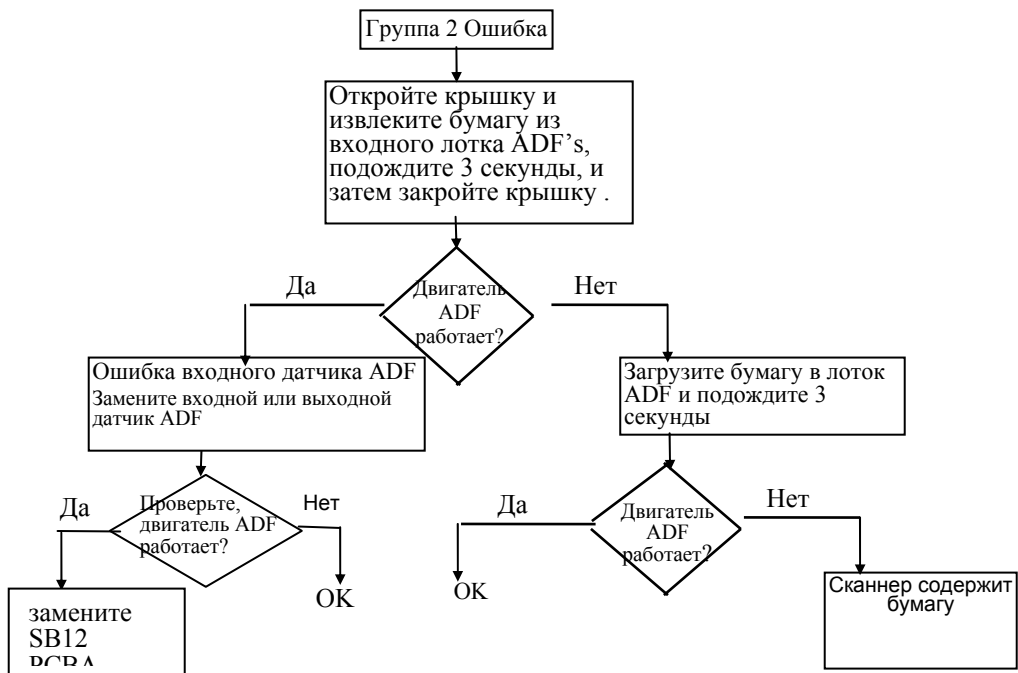 Группа 2 Ошибка
Откройте крышку и
извлеките бумагу из
входного лотка ADF's,
подождите 3 секунды, и
затем закройте крышку .
Да
Двигатель
ADF
работает?
Нет
Ошибка входного датчика ADF
Замените входной или выходной
датчик ADF
Загрузите бумагу в лоток
ADF и подождите 3
секунды
Да
Проверьте,
двигатель ADF
работает?
Нет
OK
Да
Двигатель
ADF
работает?
Нет
OK
замените
SB12
PCBA
Сканнер содержит
бумагу